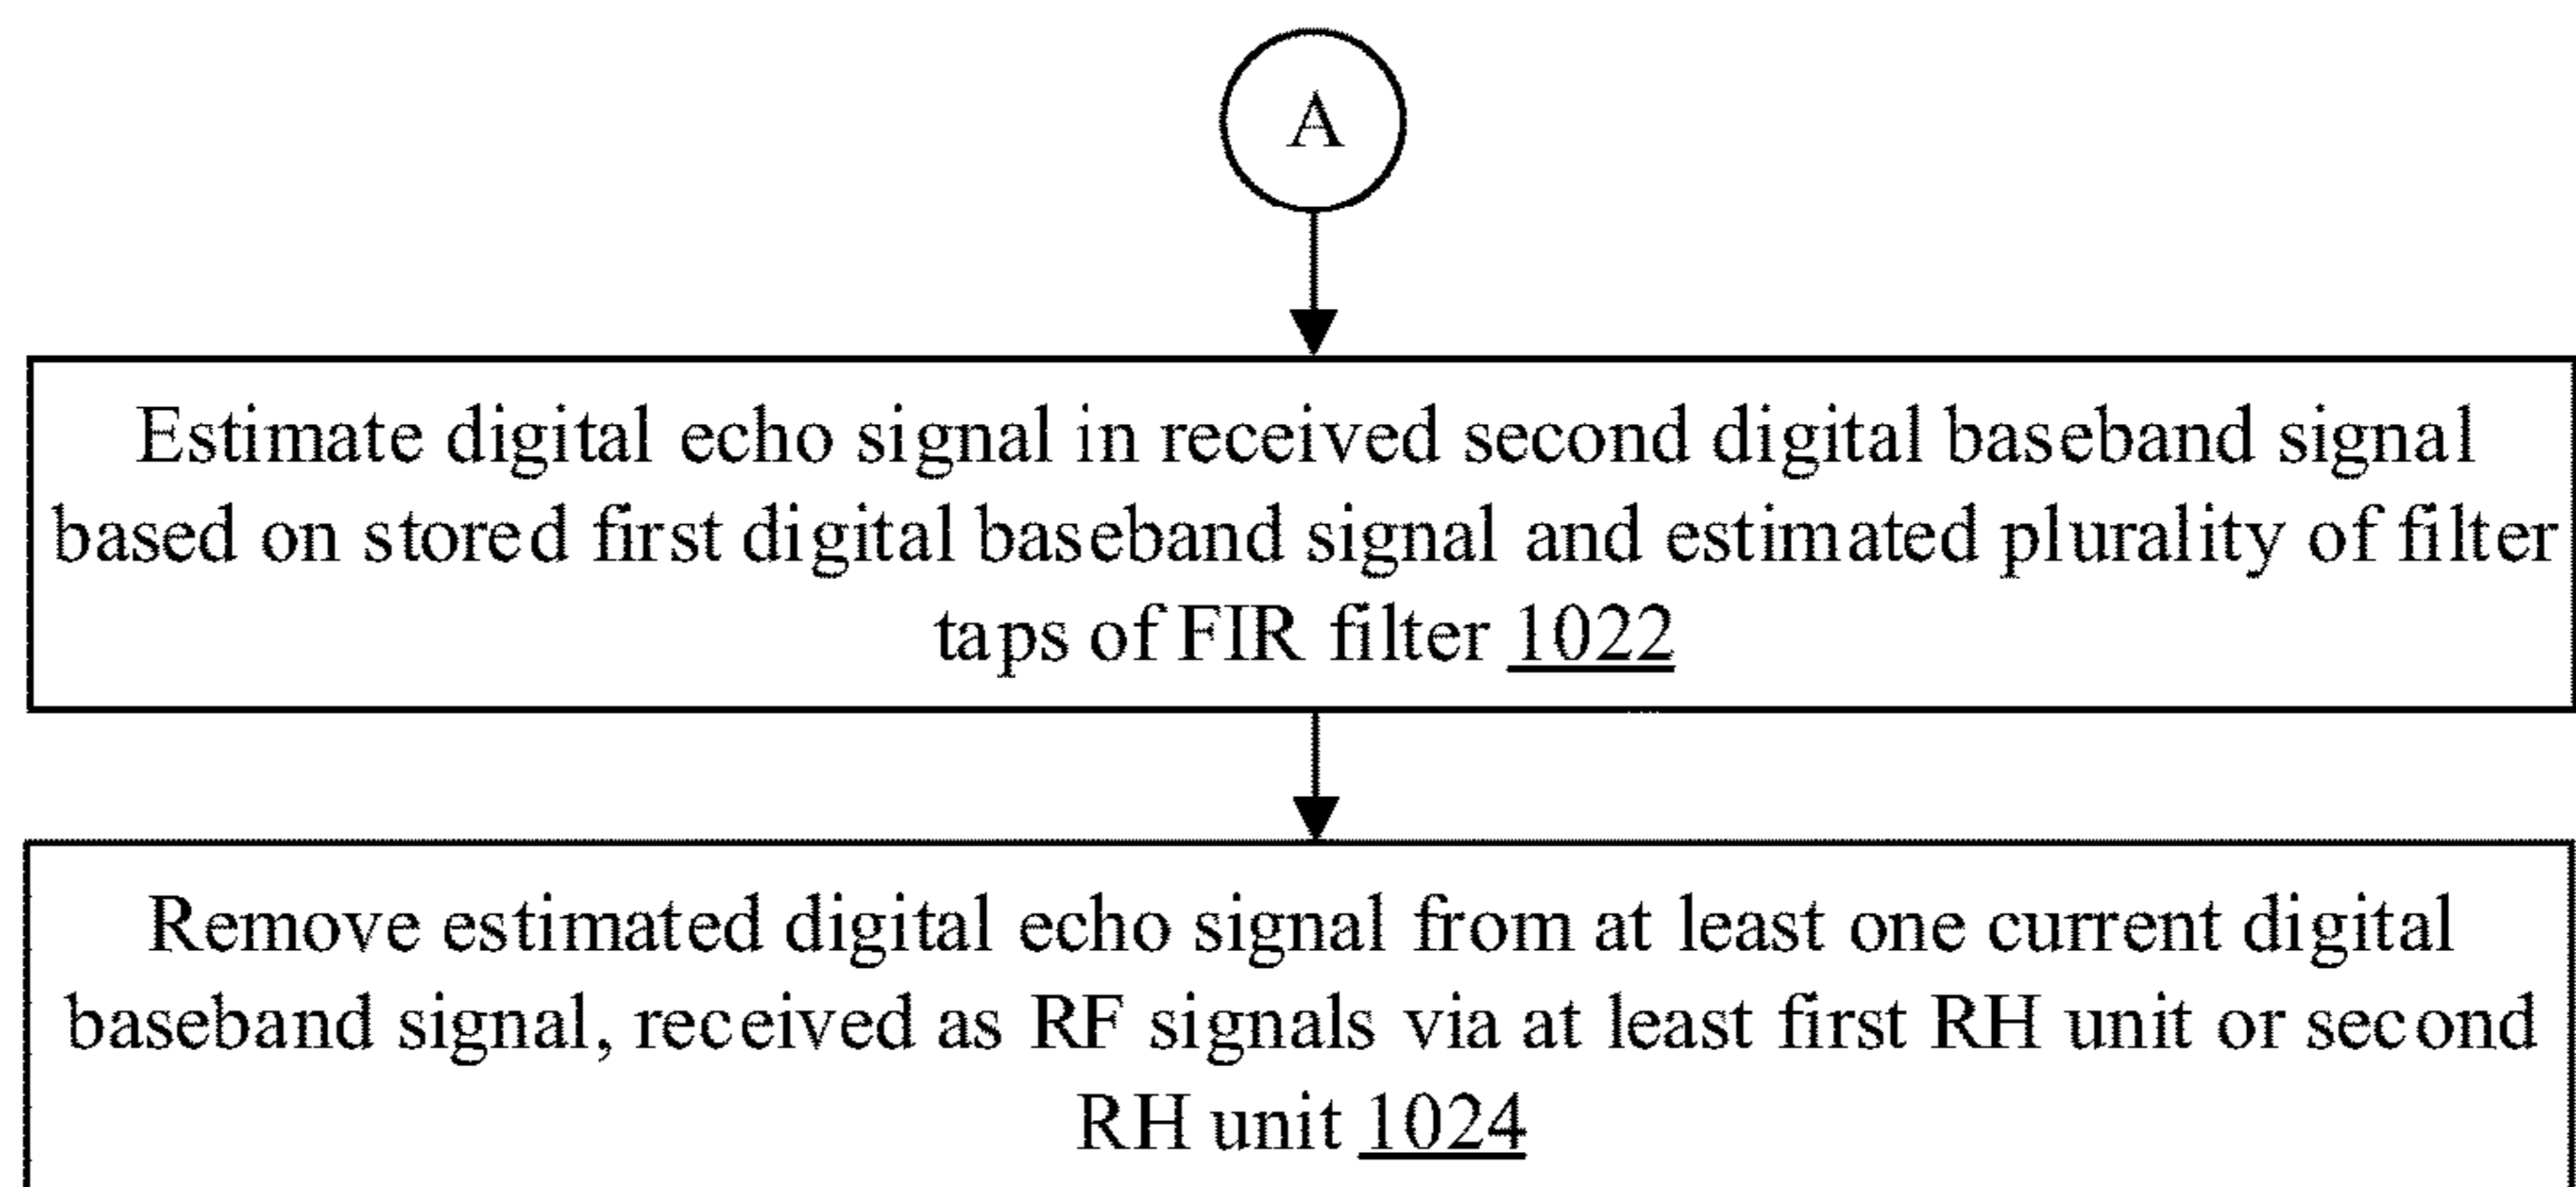 A
Estimate digital echo signal in received second digital baseband signal
based on stored first digital baseband signal and estimated plurality of filter
taps of FIR filter 1022
Remove estimated digital echo signal from at least one current digital
baseband signal, received as RF signals via at least first RH unit or second
RH unit 1024